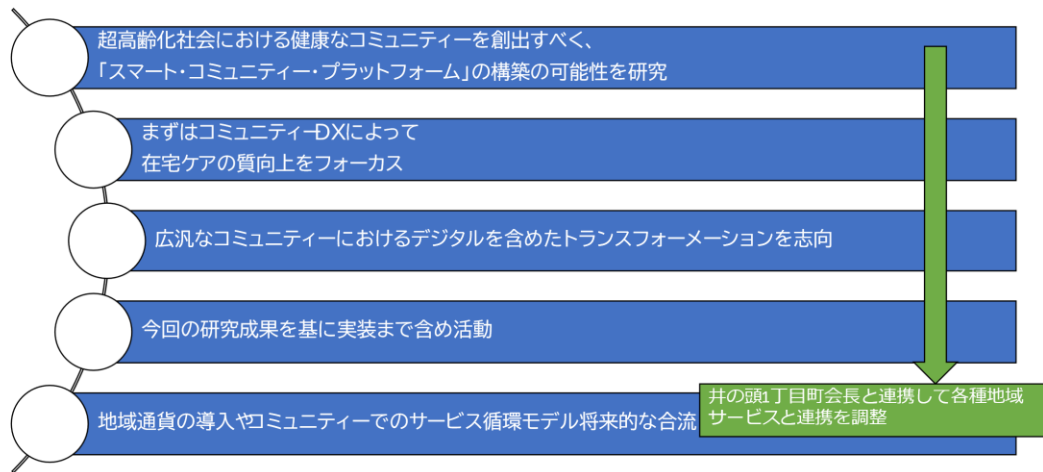 超高齢化社会における健康なコミュニティーを創出すべく、
「スマート・コミュニティー・プラットフォーム」の構築の可能性を研究
まずはコミュニティーDXによって
在宅ケアの質向上をフォーカス
広汎なコミュニティーにおけるデジタルを含めたトランスフォーメーションを志向
今回の研究成果を基に実装まで含め活動
地域通貨の導入やコミュニティーでのサービス循環モデル将来的な合流
井の頭1丁目町会長と連携して各種地域
サービスと連携を調整